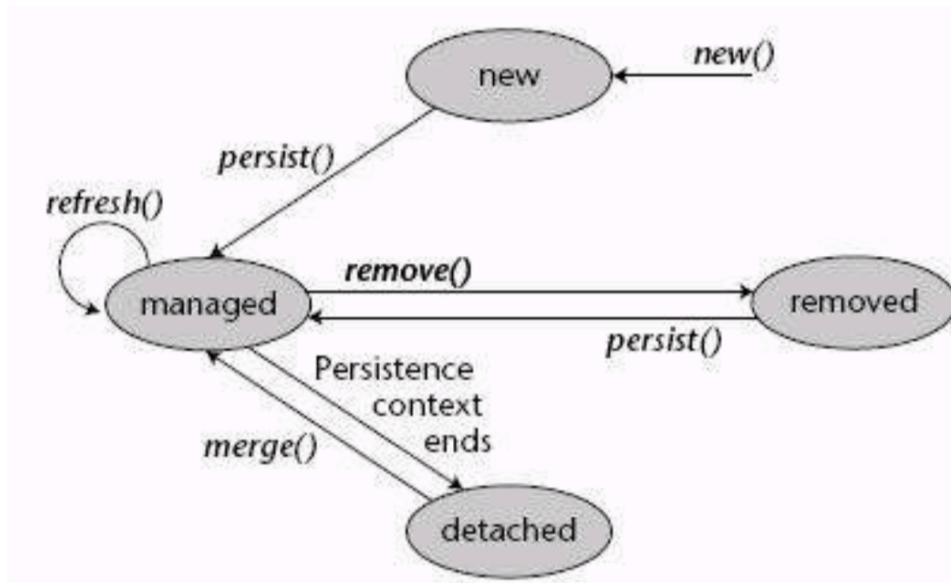 new()
new
persist()
refresh()
remove()
managed
removed
persist()
Persistence
context
ends
merge()
detached